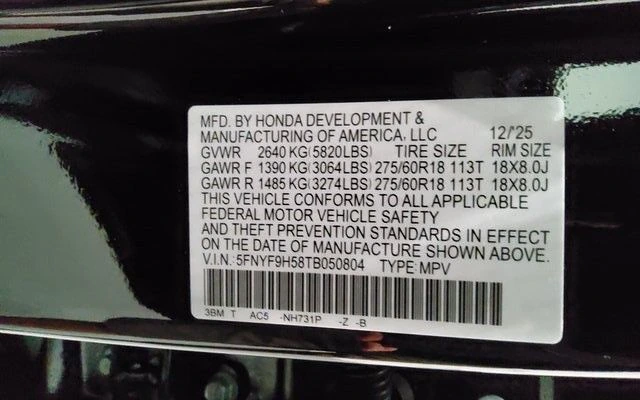 MFD. BY HONDA DEVELOPMENT &
MANUFACTURING OF AMERICA, LLC 12/'25
GVWR 2640 KG(5820LBS) TIRE SIZE RIM SIZE
GAWR F 1390 KG(3064LBS) 275/60R18 113T 18X8.0J
GAWR R 1485 KG(3274LBS) 275/60R18 113T 18X8.0J
THIS VEHICLE CONFORMS TO ALL APPLICABLE
FEDERAL MOTOR VEHICLE SAFETY
AND THEFT PREVENTION STANDARDS IN EFFECT
ON THE DATE OF MANUFACTURE SHOWN ABOVE.
V.I.N.:5FNYF9H58TB050804 TYPE:MPV
3BM T AC5 -NH731P -Z -B